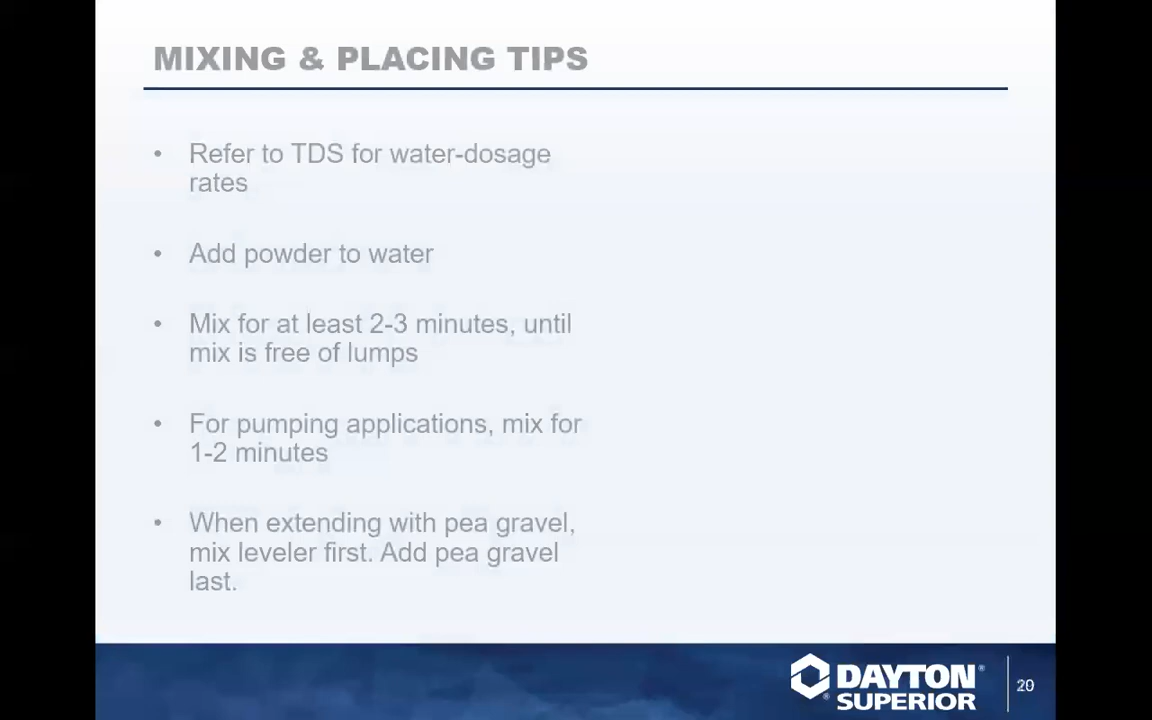 MIXING & PLACING TIPS
• Refer to TDS for water-dosage
rates
• Add powder to water
• Mix for at least 2-3 minutes, until
mix is free of lumps
• For pumping applications, mix for
1-2 minutes
• When extending with pea gravel,
mix leveler first. Add pea gravel
last.
DAYTON®
SUPERIOR
®